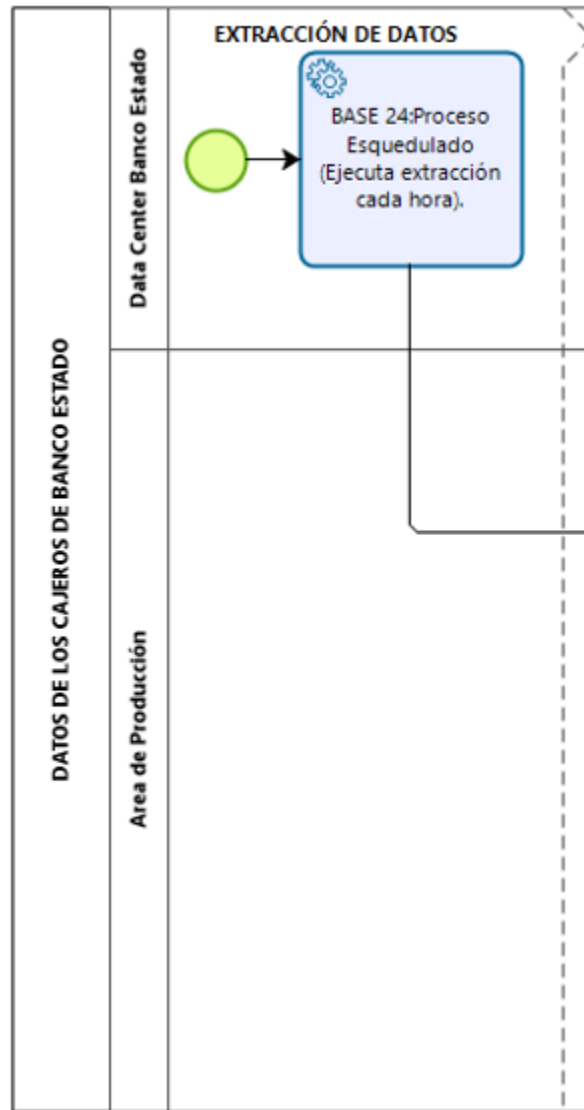 EXTRACCIÓN DE DATOS
BASE 24:Proceso
Esquedulado
(Ejecuta extracción
cada hora).
Data Center Banco Estado
DATOS DE LOS CAJEROS DE BANCO ESTADO
Area de Producción